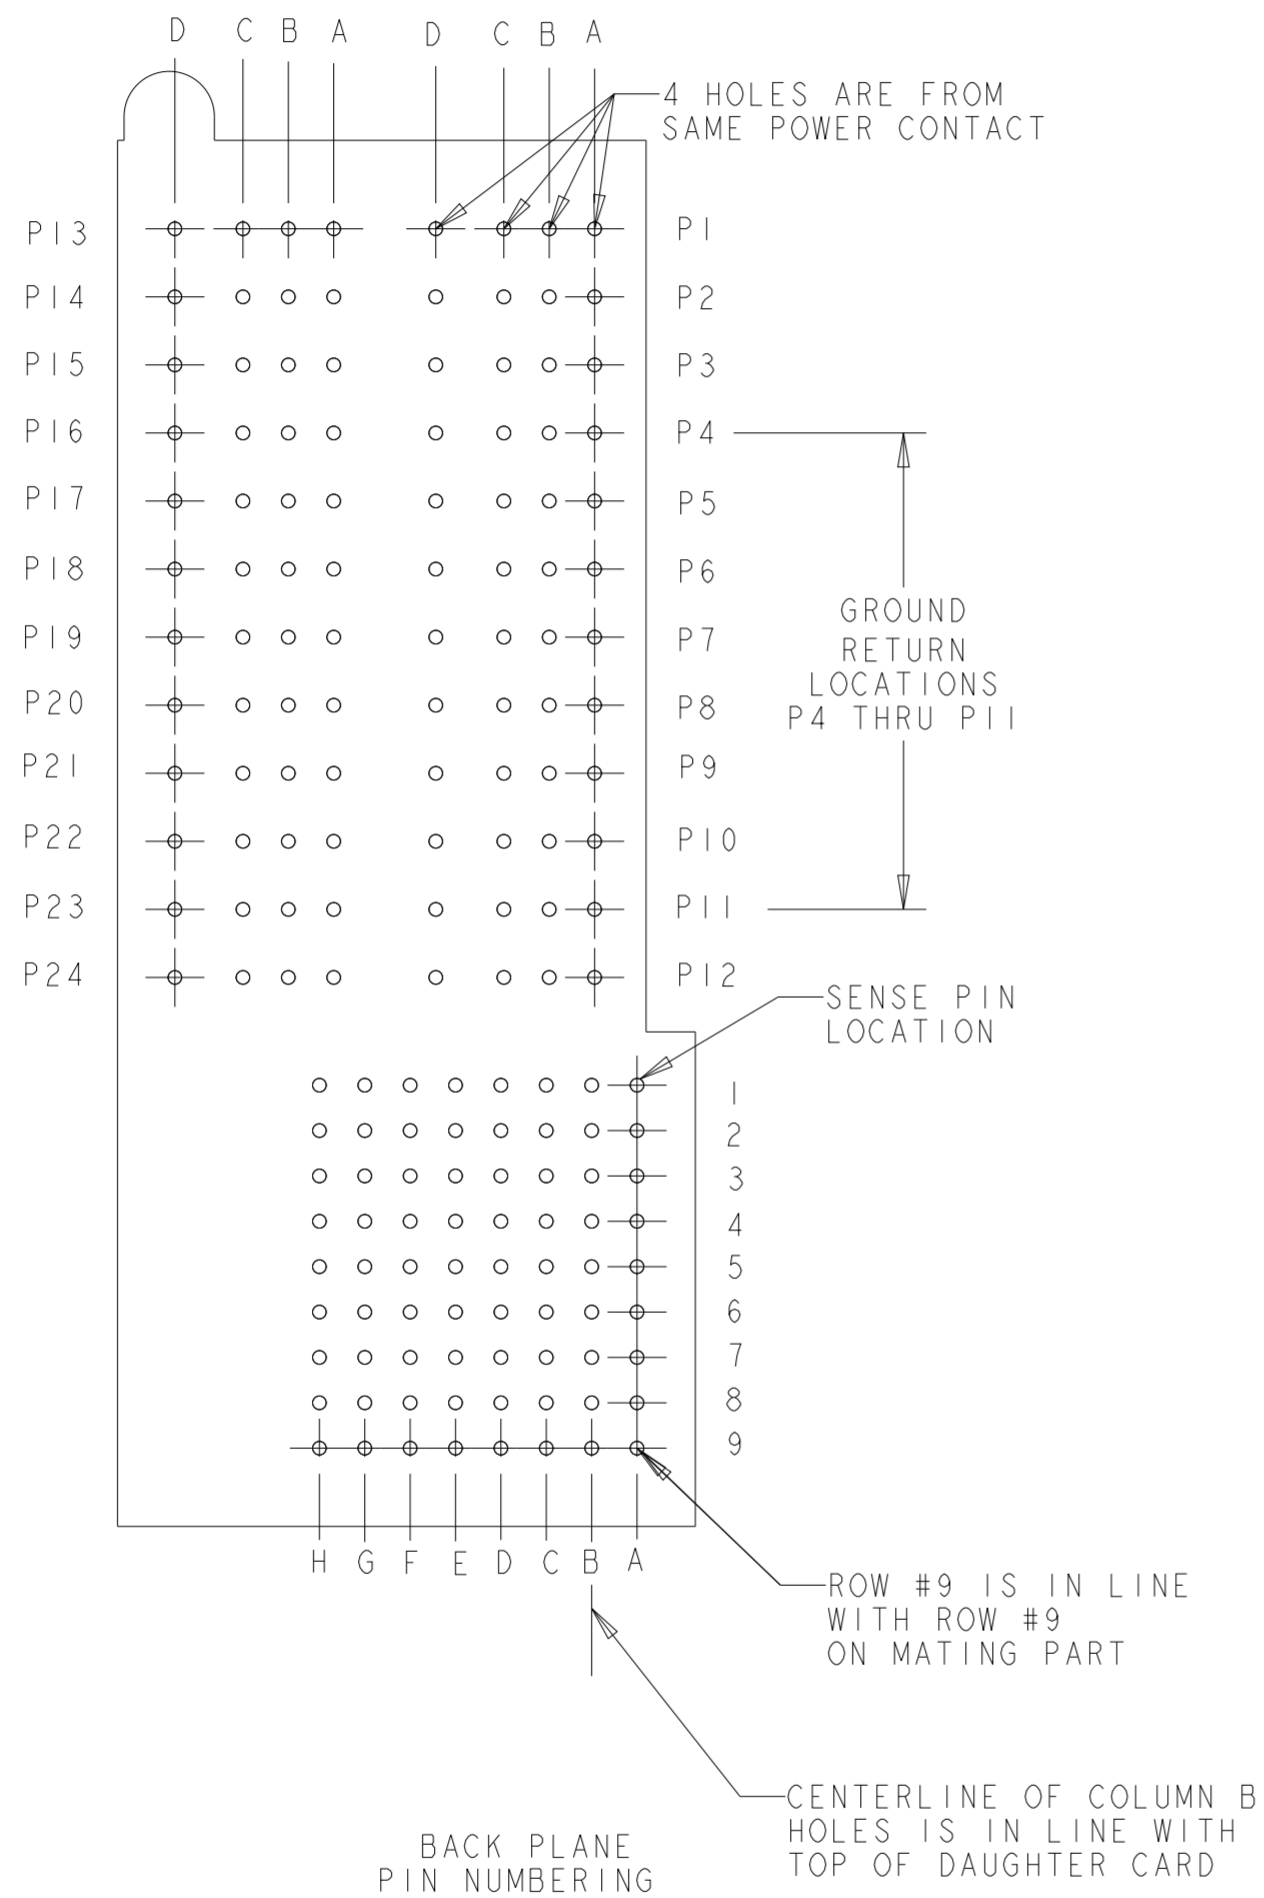 D C B A D C B A
4 HOLES ARE FROM
SAME POWER CONTACT
P13 P1
P14 P2
P15 P3
P16 P4
P17 P5
P18 P6
P19 P7
P20 P8
P21 P9
P22 P10
P23 P11
P24 P12
GROUND
RETURN
LOCATIONS
P4 THRU P11
SENSE PIN
LOCATION
1
2
3
4
5
6
7
8
9
H G F E D C B A
ROW #9 IS IN LINE
WITH ROW #9
ON MATING PART
CENTERLINE OF COLUMN B
HOLES IS IN LINE WITH
TOP OF DAUGHTER CARD
BACK PLANE
PIN NUMBERING